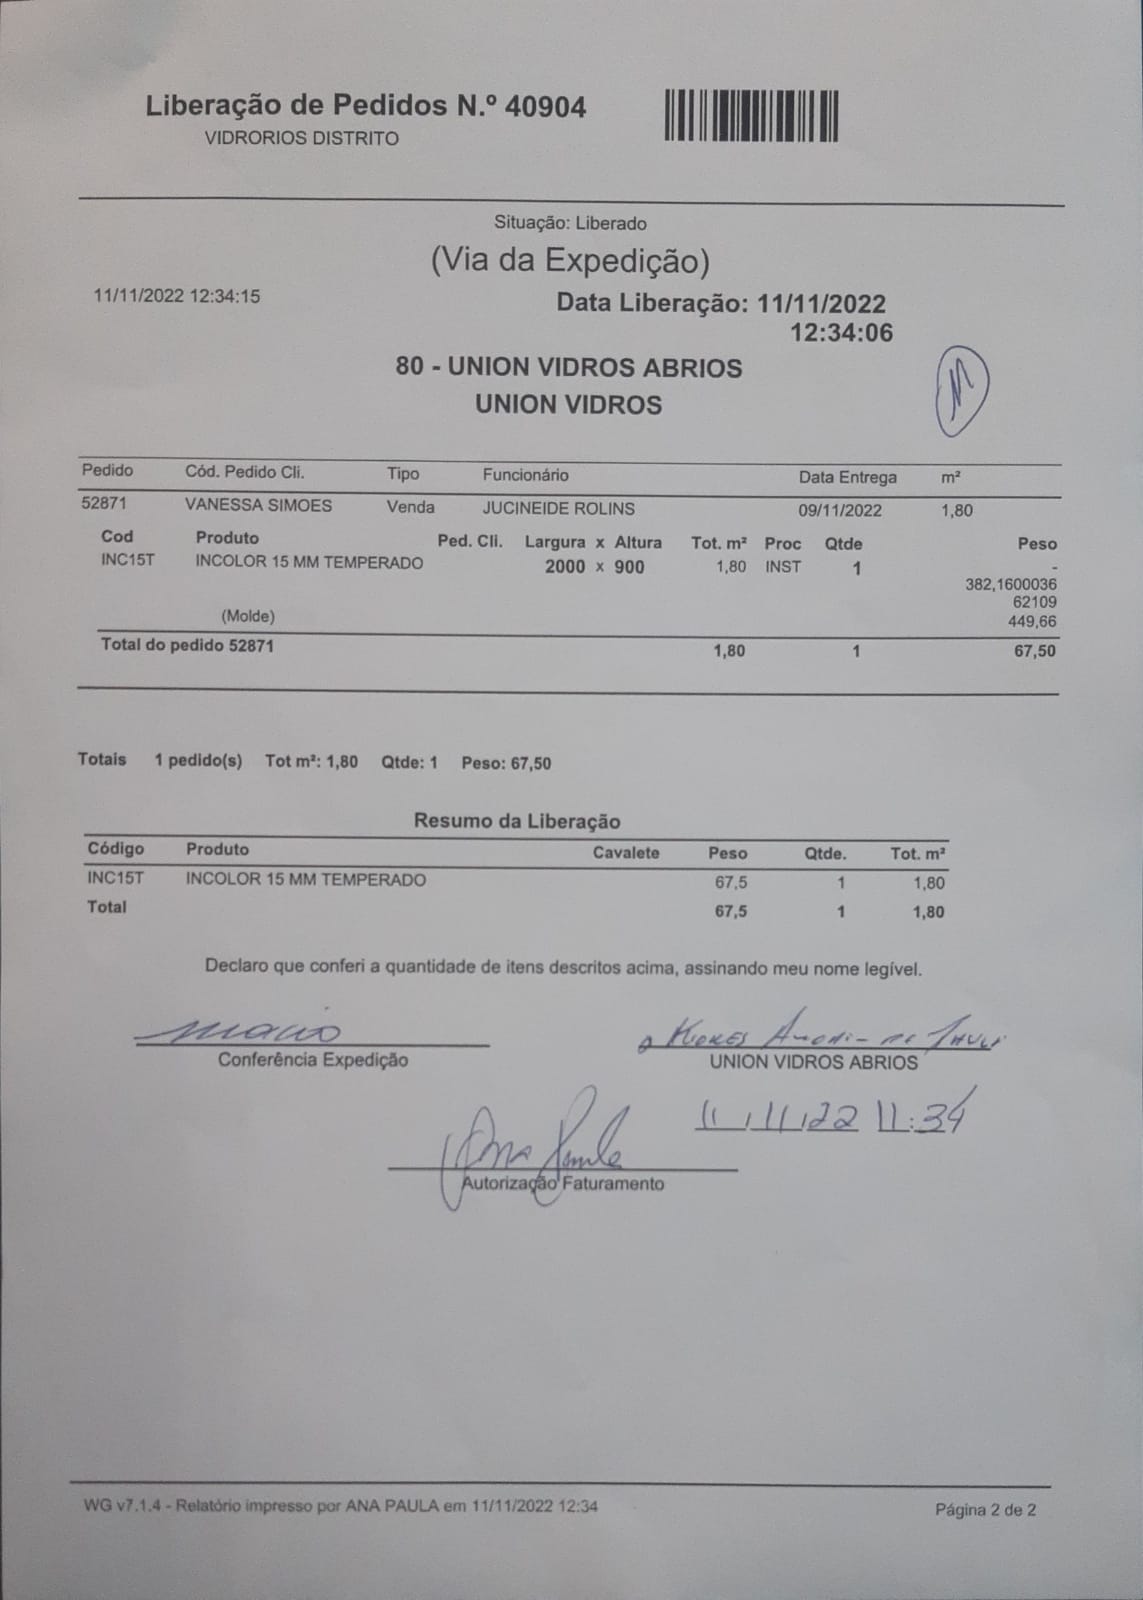 Liberação de Pedidos N.º 40904
VIDRORIOS DISTRITO
Situação: Liberado
(Via da Expedição)
11/11/2022 12:34:15
Data Liberação: 11/11/2022
12:34:06
80 - UNION VIDROS ABRIOS
UNION VIDROS
M
Pedido Cód. Pedido Cli. Tipo Funcionário Data Entrega m²
52871 VANESSA SIMOES Venda JUCINEIDE ROLINS 09/11/2022 1,80
Cod Produto Ped. Cli. Largura x Altura Tot. m² Proc Qtde Peso
INC15T INCOLOR 15 MM TEMPERADO 2000 x 900 1,80 INST 1 -
382,1600036
62109
(Molde) 449,66
Total do pedido 52871 1,80 1 67,50
Totais 1 pedido(s) Tot m²: 1,80 Qtde: 1 Peso: 67,50
Resumo da Liberação
Código Produto Cavalete Peso Qtde. Tot. m²
INC15T INCOLOR 15 MM TEMPERADO 67,5 1 1,80
Total 67,5 1 1,80
Declaro que conferi a quantidade de itens descritos acima, assinando meu nome legível.
Conferência Expedição
UNION VIDROS ABRIOS
11/11/22 11:34
Ana Paula
Autorização Faturamento
WG v7.1.4 - Relatório impresso por ANA PAULA em 11/11/2022 12:34
Página 2 de 2